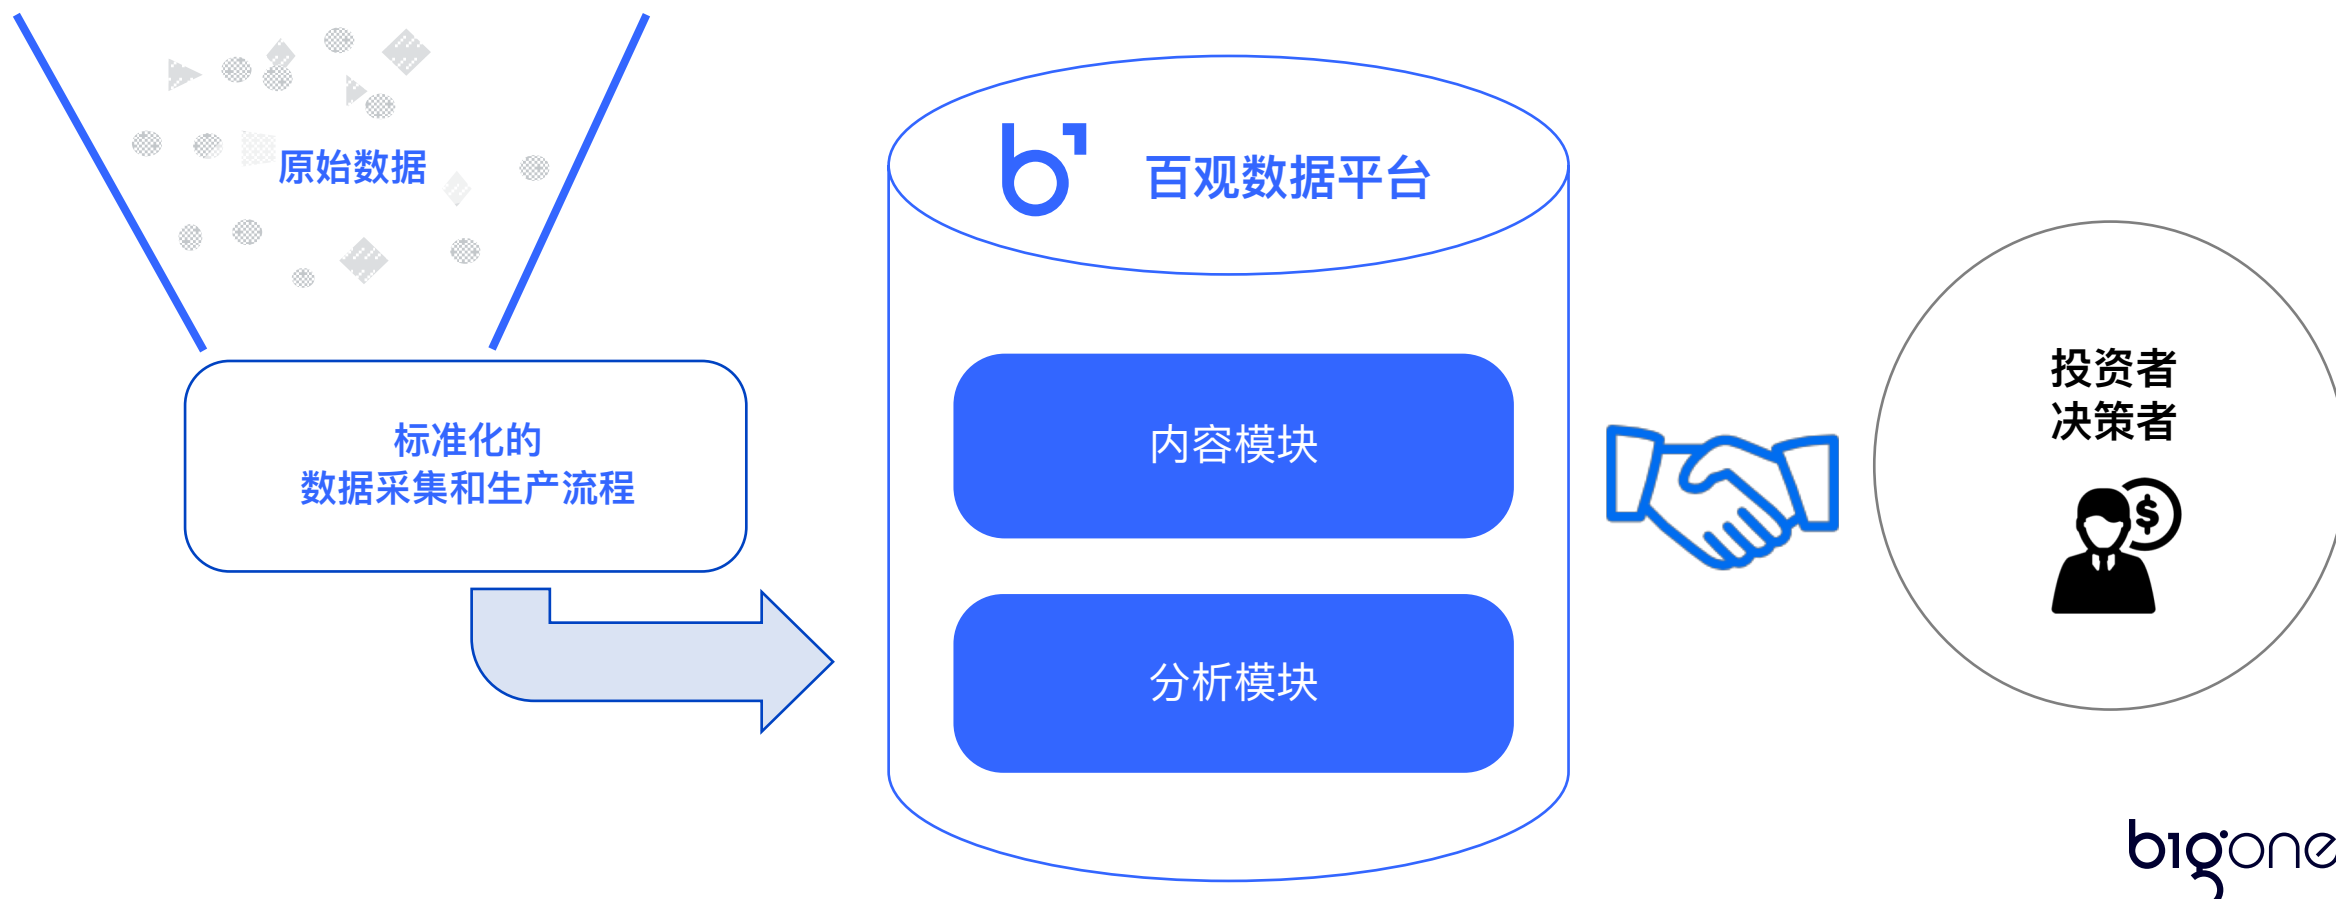 原始数据
标准化的
数据采集和生产流程
百观数据平台
内容模块
分析模块
投资者
决策者
$
bigone